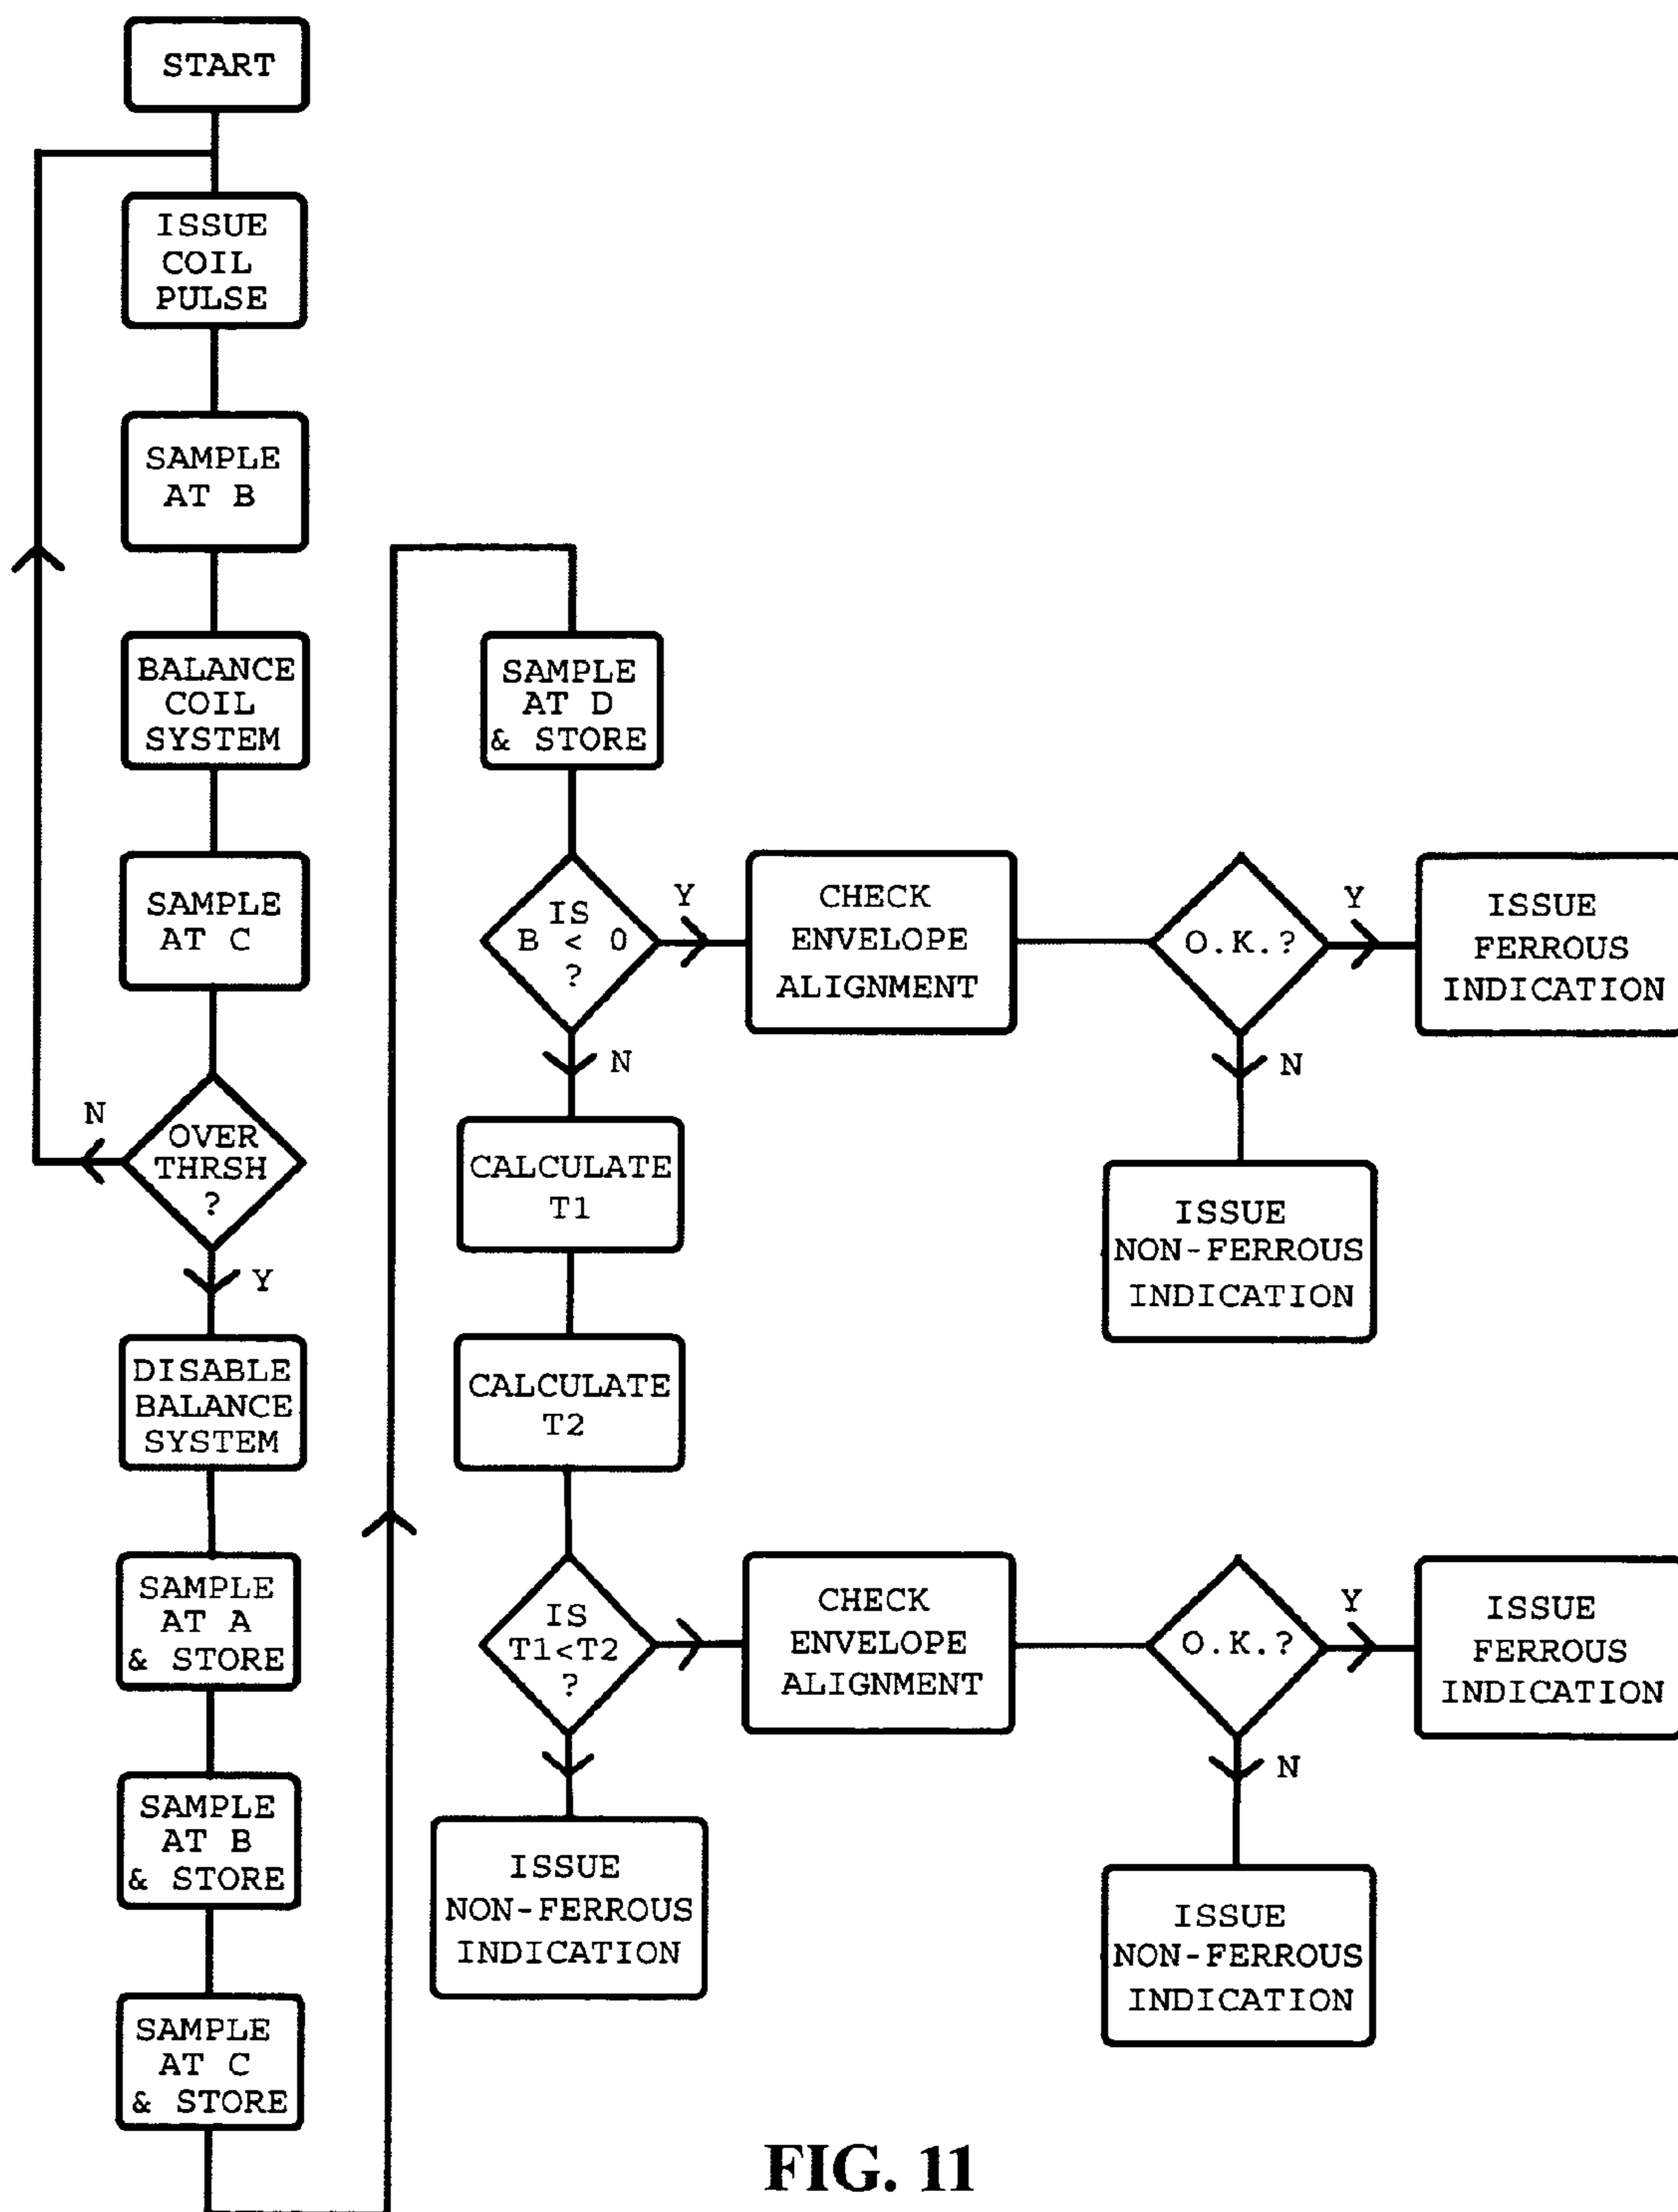 START
ISSUE
COIL
PULSE
SAMPLE
AT B
BALANCE
COIL
SYSTEM
SAMPLE
AT C
OVER
THRSH
?
N
Y
DISABLE
BALANCE
SYSTEM
SAMPLE
AT A
& STORE
SAMPLE
AT B
& STORE
SAMPLE
AT C
& STORE
SAMPLE
AT D
& STORE
IS
B < 0
?
Y
N
CHECK
ENVELOPE
ALIGNMENT
O.K.?
Y
ISSUE
FERROUS
INDICATION
N
ISSUE
NON-FERROUS
INDICATION
CALCULATE
T1
CALCULATE
T2
IS
T1<T2
?
CHECK
ENVELOPE
ALIGNMENT
O.K.?
Y
ISSUE
FERROUS
INDICATION
N
ISSUE
NON-FERROUS
INDICATION
ISSUE
NON-FERROUS
INDICATION
FIG. 11